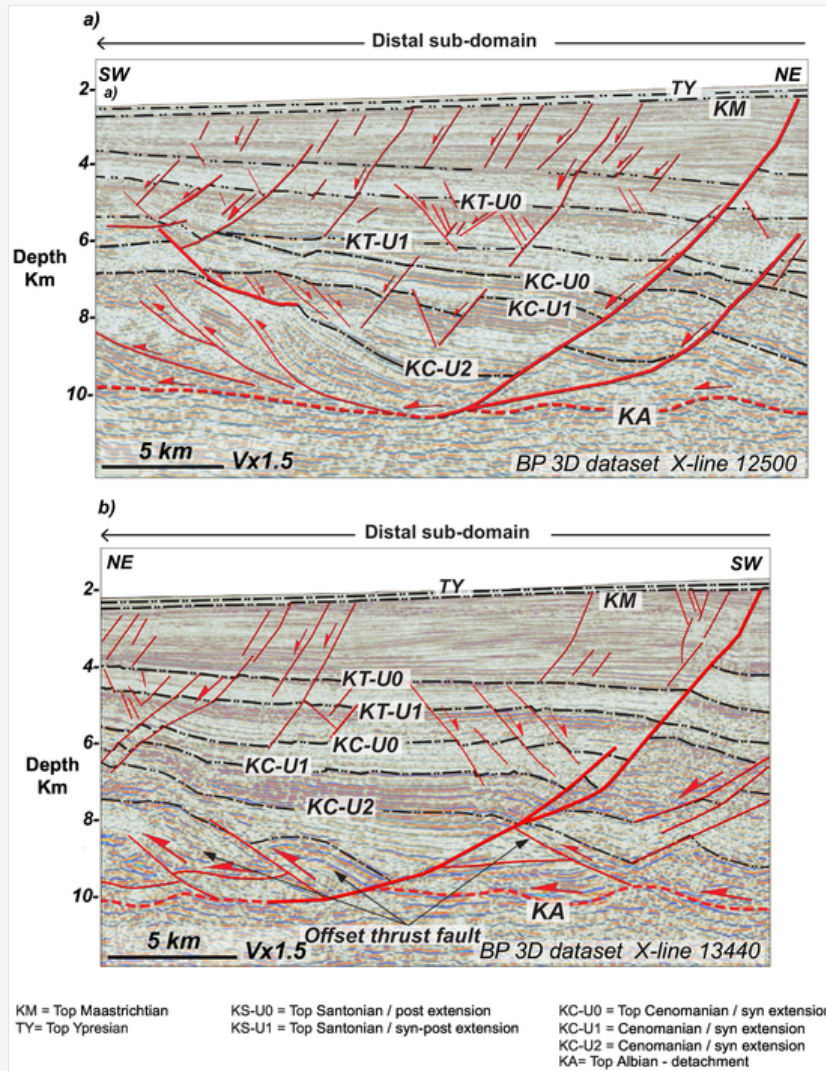 a)
Distal sub-domain
SW
NE
a)
2
TY
KM
4
KT-U0
KT-U1
6
Depth
Km
KC-U0
KC-U1
8
KC-U2
10
KA
5 km
Vx1.5
BP 3D dataset X-line 12500
b)
Distal sub-domain
NE
SW
2
TY
KM
4
KT-U0
KT-U1
KC-U0
6
KC-U1
Depth
Km
KC-U2
8
10
KA
Offset thrust fault
5 km
Vx1.5
BP 3D dataset X-line 13440
KM = Top Maastrichtian
TY= Top Ypresian
KS-U0 = Top Santonian / post extension
KS-U1 = Top Santonian / syn-post extension
KC-U0 = Top Cenomanian / syn extension
KC-U1 = Cenomanian / syn extension
KC-U2 = Cenomanian / syn extension
KA= Top Albian - detachment